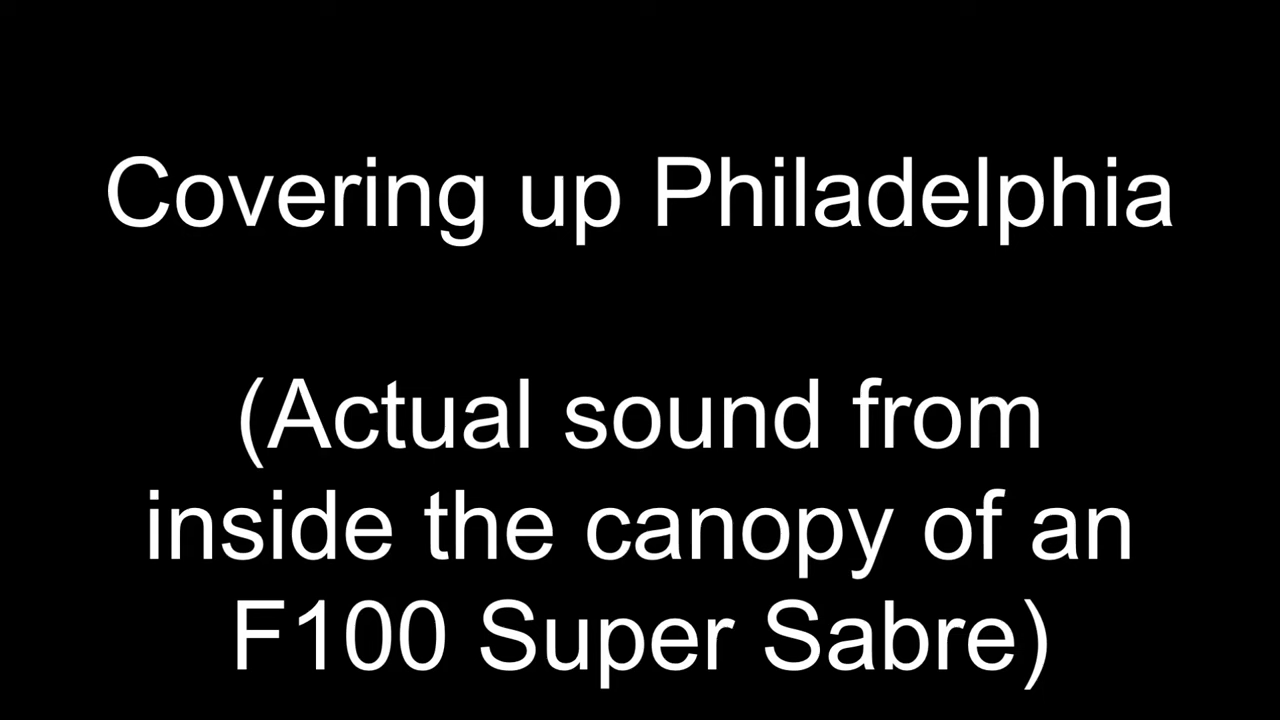 Covering up Philadelphia
(Actual sound from
inside the canopy of an
F100 Super Sabre)